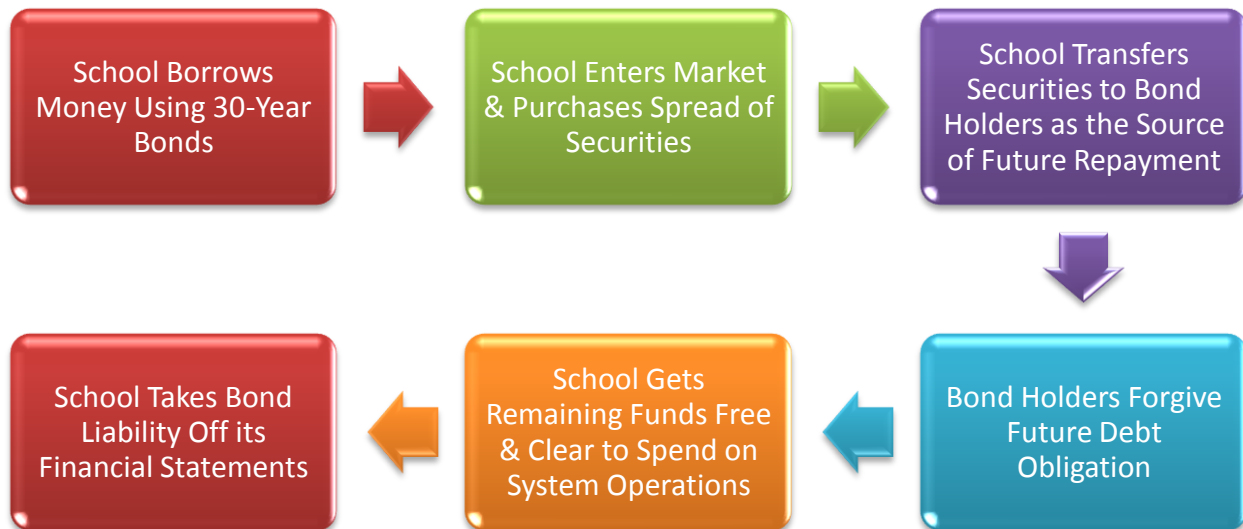 School Borrows
Money Using 30-Year
Bonds
School Enters Market
& Purchases Spread of
Securities
School Transfers
Securities to Bond
Holders as the Source
of Future Repayment
Bond Holders Forgive
Future Debt
Obligation
School Gets
Remaining Funds Free
& Clear to Spend on
System Operations
School Takes Bond
Liability Off its
Financial Statements